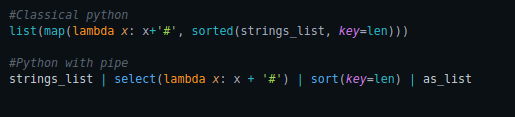 #Classical python
list(map(lambda x: x+'#', sorted(strings_list, key=len)))
#Python with pipe
strings_list | select(lambda x: x + '#') | sort(key=len) | as_list